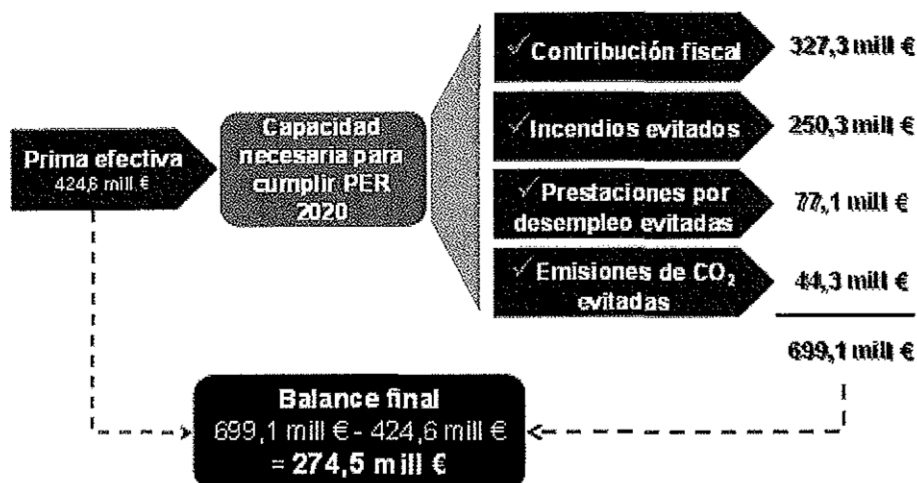 Prima efectiva
424,6 mill €
Capacidad
necesaria para
cumplir PER
2020
✓Contribución fiscal
327,3 mill €
✓Incendios evitados
250,3 mill €
✓Prestaciones por
desempleo evitadas
77,1 mill €
✓Emisiones de CO₂
evitadas
44,3 mill €
699,1 mill €
Balance final
699,1 mill € - 424,6 mill €
= 274,5 mill €